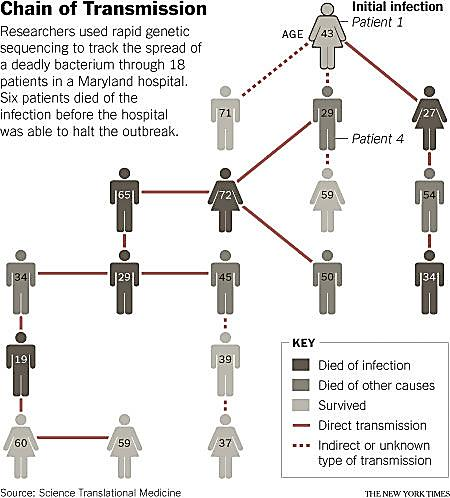 Chain of Transmission
Researchers used rapid genetic
sequencing to track the spread of
a deadly bacterium through 18
patients in a Maryland hospital.
Six patients died of the
infection before the hospital
was able to halt the outbreak.
Initial infection
Patient 1
AGE
43
71
29
27
Patient 4
65
72
59
54
34
29
45
50
34
19
39
60
59
37
KEY
Died of infection
Died of other causes
Survived
Direct transmission
Indirect or unknown
type of transmission
Source: Science Translational Medicine
THE NEW YORK TIMES